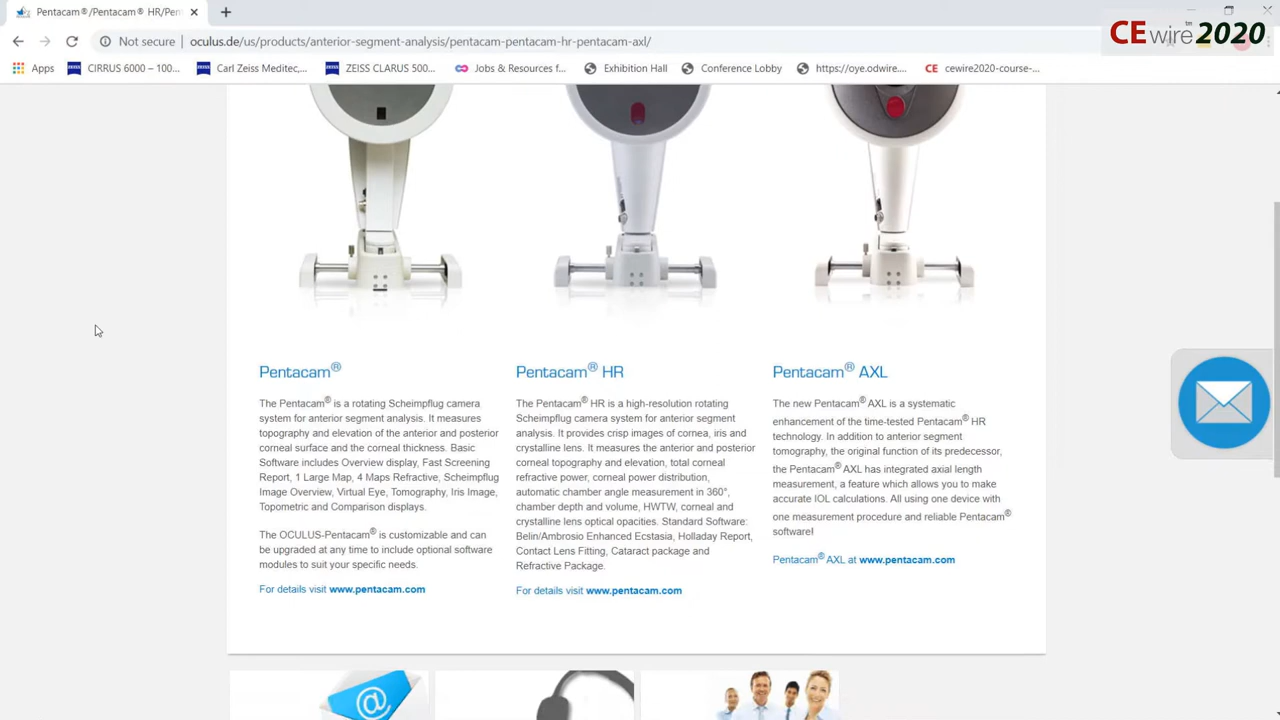 Pentacam®/Pentacam® HR/Pen
CEwire™2020
Not secure oculus.de/us/products/anterior-segment-analysis/pentacam-pentacam-hr-pentacam-axl/
Apps CIRRUS 6000 – 100... Carl Zeiss Meditec,... ZEISS CLARUS 500... Jobs & Resources f... Exhibition Hall Conference Lobby https://oye.odwire.... CE cewire2020-course-...
Pentacam®
The Pentacam® is a rotating Scheimpflug camera
system for anterior segment analysis. It measures
topography and elevation of the anterior and posterior
corneal surface and the corneal thickness. Basic
Software includes Overview display, Fast Screening
Report, 1 Large Map, 4 Maps Refractive, Scheimpflug
Image Overview, Virtual Eye, Tomography, Iris Image,
Topometric and Comparison displays.
The OCULUS-Pentacam® is customizable and can
be upgraded at any time to include optional software
modules to suit your specific needs.
For details visit www.pentacam.com
Pentacam® HR
The Pentacam® HR is a high-resolution rotating
Scheimpflug camera system for anterior segment
analysis. It provides crisp images of cornea, iris and
crystalline lens. It measures the anterior and posterior
corneal topography and elevation, total corneal
refractive power, corneal power distribution,
automatic chamber angle measurement in 360°,
chamber depth and volume, HWTW, corneal and
crystalline lens optical opacities. Standard Software:
Belin/Ambrosio Enhanced Ecstasia, Holladay Report,
Contact Lens Fitting, Cataract package and
Refractive Package.
For details visit www.pentacam.com
Pentacam® AXL
The new Pentacam® AXL is a systematic
enhancement of the time-tested Pentacam® HR
technology. In addition to anterior segment
tomography, the original function of its predecessor,
the Pentacam® AXL has integrated axial length
measurement, a feature which allows you to make
accurate IOL calculations. All using one device with
one measurement procedure and reliable Pentacam®
software!
Pentacam® AXL at www.pentacam.com
@